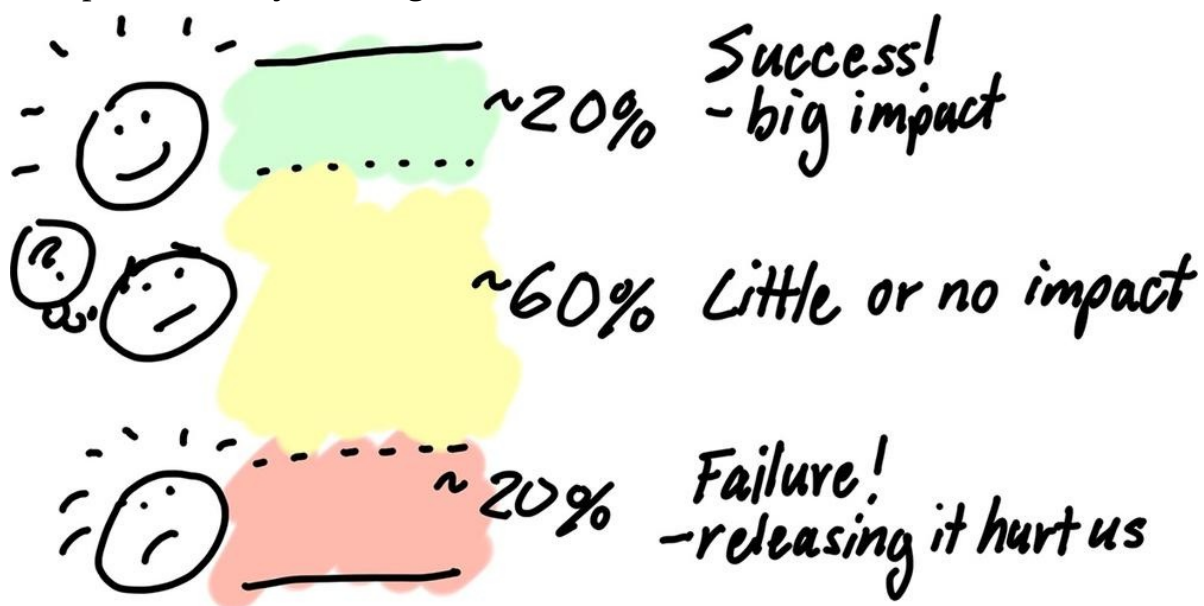 ~20%
Success!
- big impact
?
~60%
Little or no impact
~20%
Failure!
-releasing it hurt us